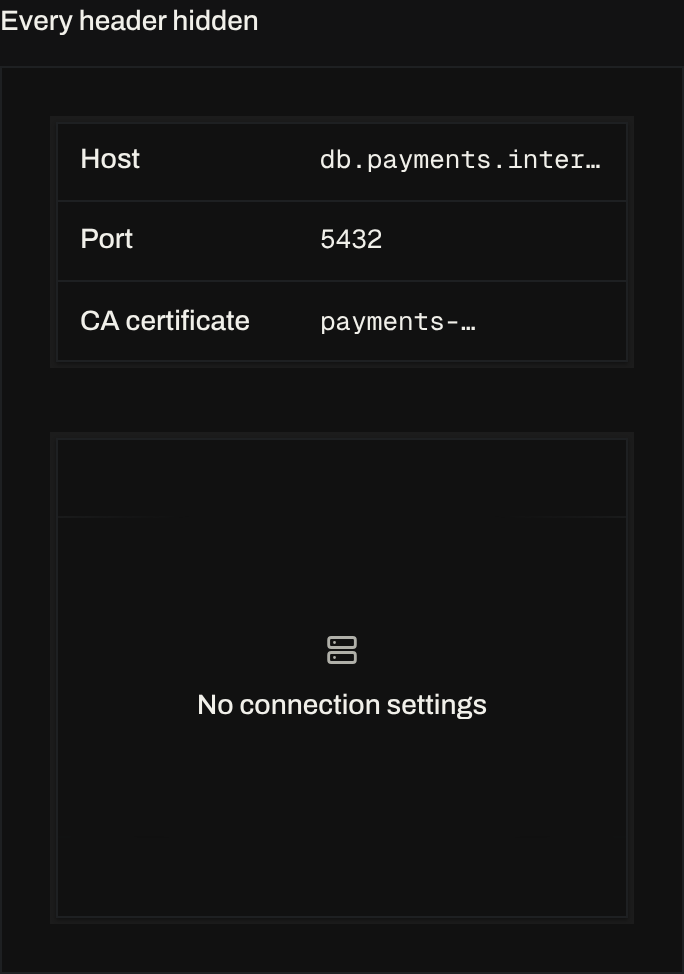 Every header hidden
Host db.payments.inter…
Port 5432
CA certificate payments-…
No connection settings